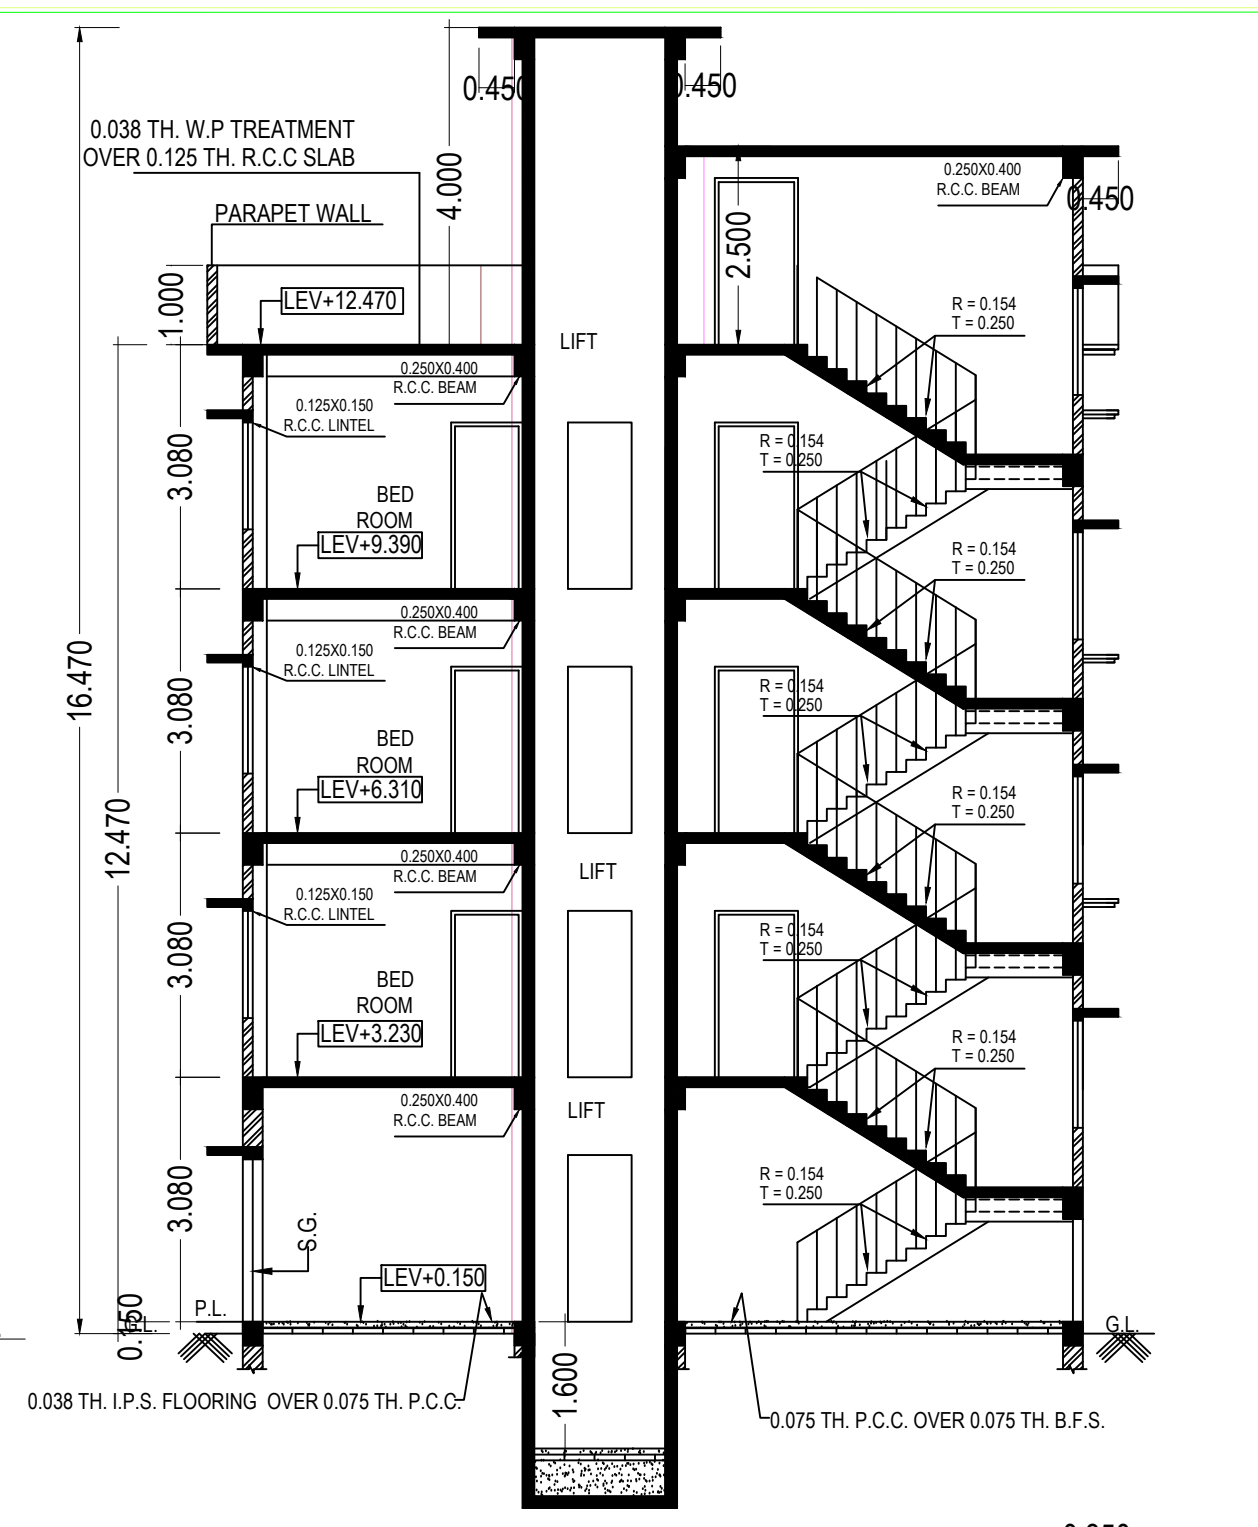 0.450
0.450
0.038 TH. W.P TREATMENT
OVER 0.125 TH. R.C.C SLAB
4.000
0.250X0.400
R.C.C. BEAM
0.450
PARAPET WALL
2.500
1.000
LEV+12.470
R = 0.154
T = 0.250
LIFT
0.250X0.400
R.C.C. BEAM
0.125X0.150
R.C.C. LINTEL
3.080
R = 0.154
T = 0.250
BED
ROOM
LEV+9.390
R = 0.154
T = 0.250
0.250X0.400
R.C.C. BEAM
0.125X0.150
R.C.C. LINTEL
16.470
3.080
R = 0.154
T = 0.250
BED
ROOM
LEV+6.310
R = 0.154
T = 0.250
12.470
0.250X0.400
R.C.C. BEAM
LIFT
0.125X0.150
R.C.C. LINTEL
3.080
R = 0.154
T = 0.250
BED
ROOM
LEV+3.230
R = 0.154
T = 0.250
0.250X0.400
R.C.C. BEAM
LIFT
3.080
R = 0.154
T = 0.250
S.G.
LEV+0.150
P.L.
G.L.
0.150
G.L.
1.600
0.038 TH. I.P.S. FLOORING OVER 0.075 TH. P.C.C.
0.075 TH. P.C.C. OVER 0.075 TH. B.F.S.